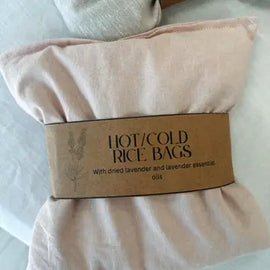 HOT/COLD
RICE BAGS
With dried lavender and lavender essential
oils